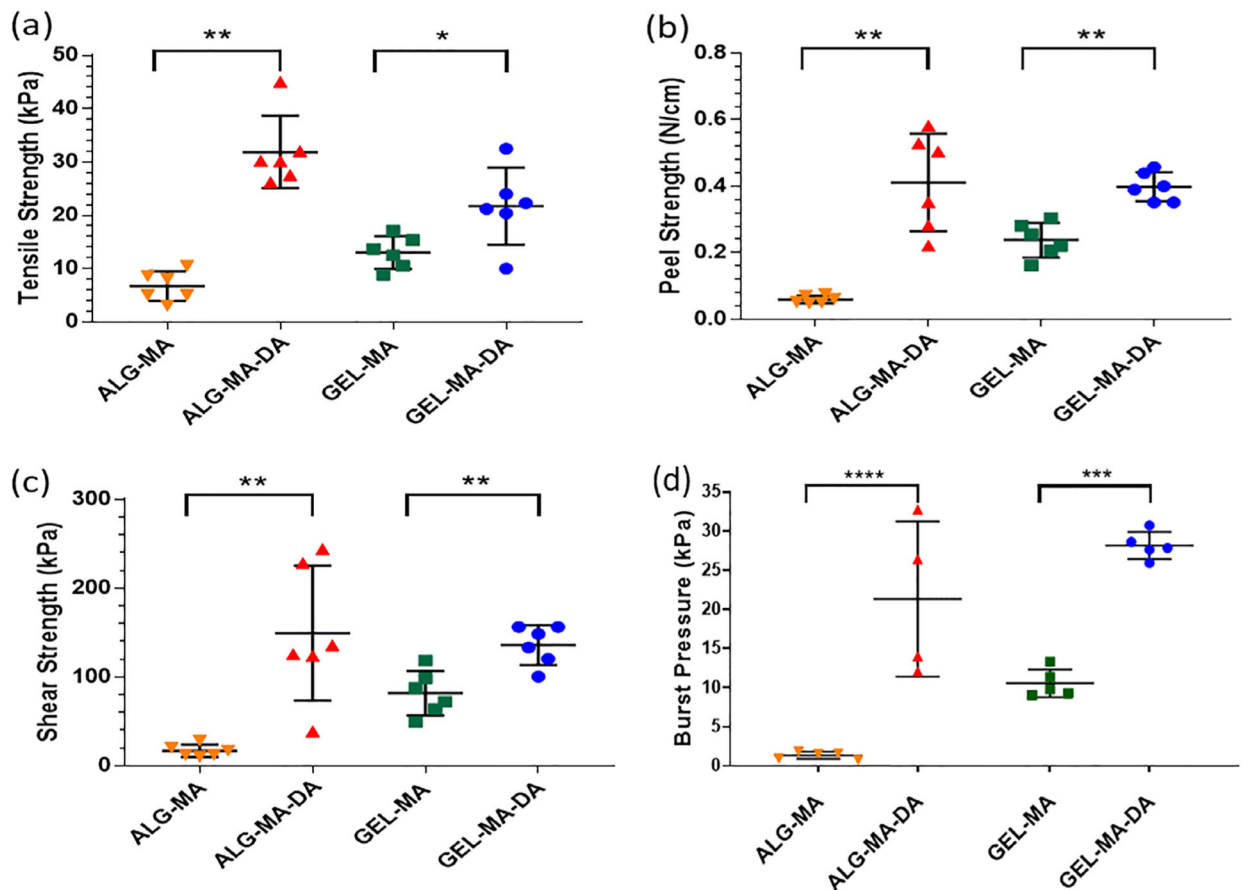 (a)
** *
Tensile Strength (kPa)
50
40
30
20
10
0
ALG-MA
ALG-MA-DA
GEL-MA
GEL-MA-DA
(b)
** **
Peel Strength (N/cm)
0.8
0.6
0.4
0.2
0.0
ALG-MA
ALG-MA-DA
GEL-MA
GEL-MA-DA
(c)
** **
Shear Strength (kPa)
300
200
100
0
ALG-MA
ALG-MA-DA
GEL-MA
GEL-MA-DA
(d)
**** ***
Burst Pressure (kPa)
35
30
25
20
15
10
5
0
ALG-MA
ALG-MA-DA
GEL-MA
GEL-MA-DA